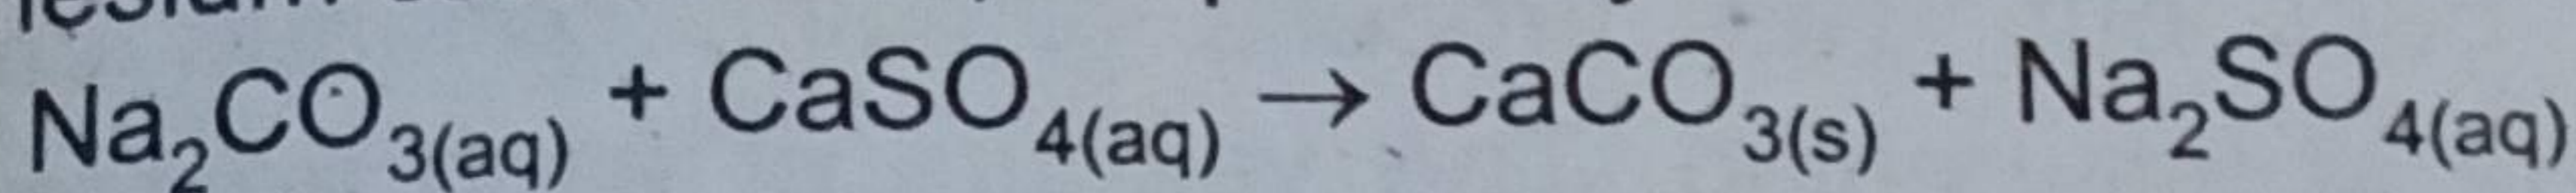 Na₂CO₃(aq) + CaSO₄(aq) → CaCO₃(s) + Na₂SO₄(aq)